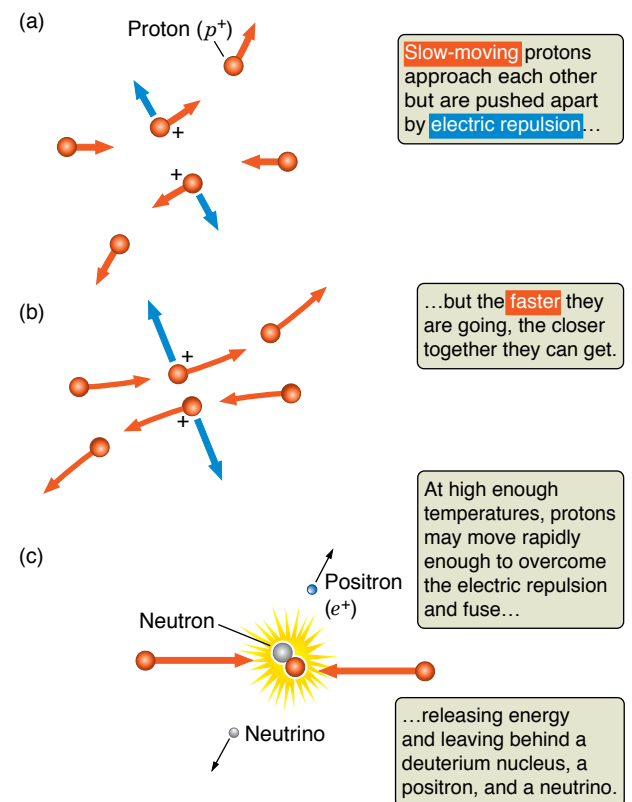 (a)
Proton (p⁺)
+
+
Slow-moving protons
approach each other
but are pushed apart
by electric repulsion…
(b)
+
+
…but the faster they
are going, the closer
together they can get.
(c)
Positron
(e⁺)
Neutron
Neutrino
At high enough
temperatures, protons
may move rapidly
enough to overcome
the electric repulsion
and fuse…
…releasing energy
and leaving behind a
deuterium nucleus, a
positron, and a neutrino.